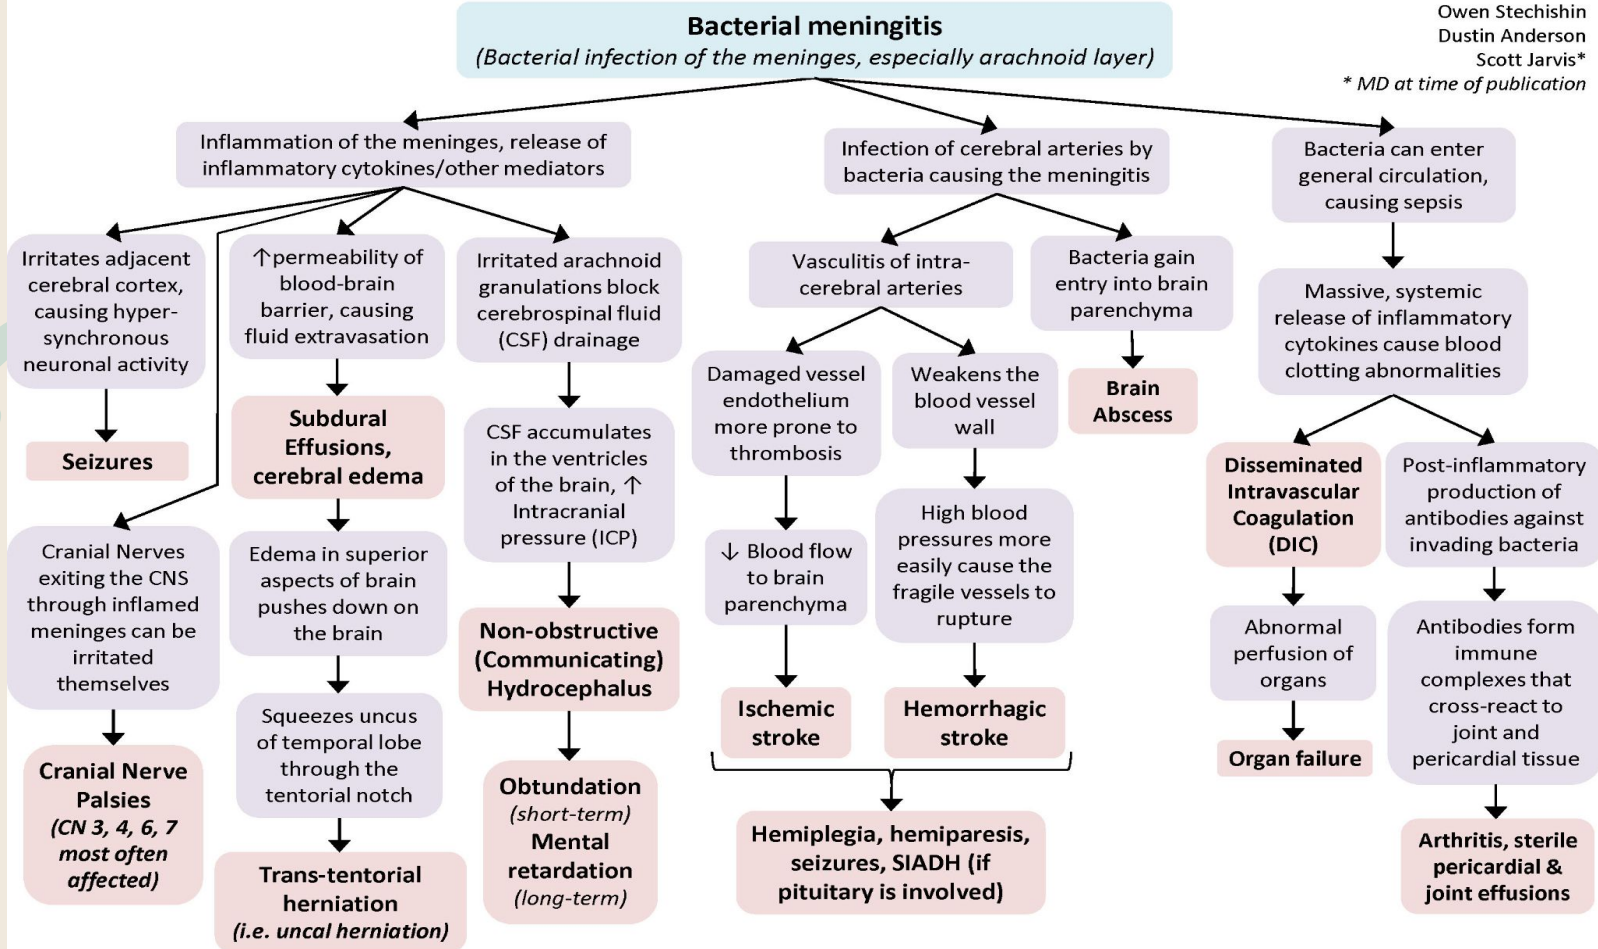 Bacterial meningitis
(Bacterial infection of the meninges, especially arachnoid layer)
Owen Stechishin
Dustin Anderson
Scott Jarvis*
* MD at time of publication
Inflammation of the meninges, release of
inflammatory cytokines/other mediators
Irritates adjacent
cerebral cortex,
causing hyper-
synchronous
neuronal activity
Seizures
Cranial Nerves
exiting the CNS
through inflamed
meninges can be
irritated
themselves
Cranial Nerve
Palsies
(CN 3, 4, 6, 7
most often
affected)
↑permeability of
blood-brain
barrier, causing
fluid extravasation
Subdural
Effusions,
cerebral edema
Edema in superior
aspects of brain
pushes down on
the brain
Squeezes uncus
of temporal lobe
through the
tentorial notch
Trans-tentorial
herniation
(i.e. uncal herniation)
Irritated arachnoid
granulations block
cerebrospinal fluid
(CSF) drainage
CSF accumulates
in the ventricles
of the brain, ↑
Intracranial
pressure (ICP)
Non-obstructive
(Communicating)
Hydrocephalus
Obtundation
(short-term)
Mental
retardation
(long-term)
Infection of cerebral arteries by
bacteria causing the meningitis
Vasculitis of intra-
cerebral arteries
Damaged vessel
endothelium
more prone to
thrombosis
↓ Blood flow
to brain
parenchyma
Ischemic
stroke
Weakens the
blood vessel
wall
High blood
pressures more
easily cause the
fragile vessels to
rupture
Hemorrhagic
stroke
Hemiplegia, hemiparesis,
seizures, SIADH (if
pituitary is involved)
Bacteria gain
entry into brain
parenchyma
Brain
Abscess
Bacteria can enter
general circulation,
causing sepsis
Massive, systemic
release of inflammatory
cytokines cause blood
clotting abnormalities
Disseminated
Intravascular
Coagulation
(DIC)
Abnormal
perfusion of
organs
Organ failure
Post-inflammatory
production of
antibodies against
invading bacteria
Antibodies form
immune
complexes that
cross-react to
joint and
pericardial tissue
Arthritis, sterile
pericardial &
joint effusions